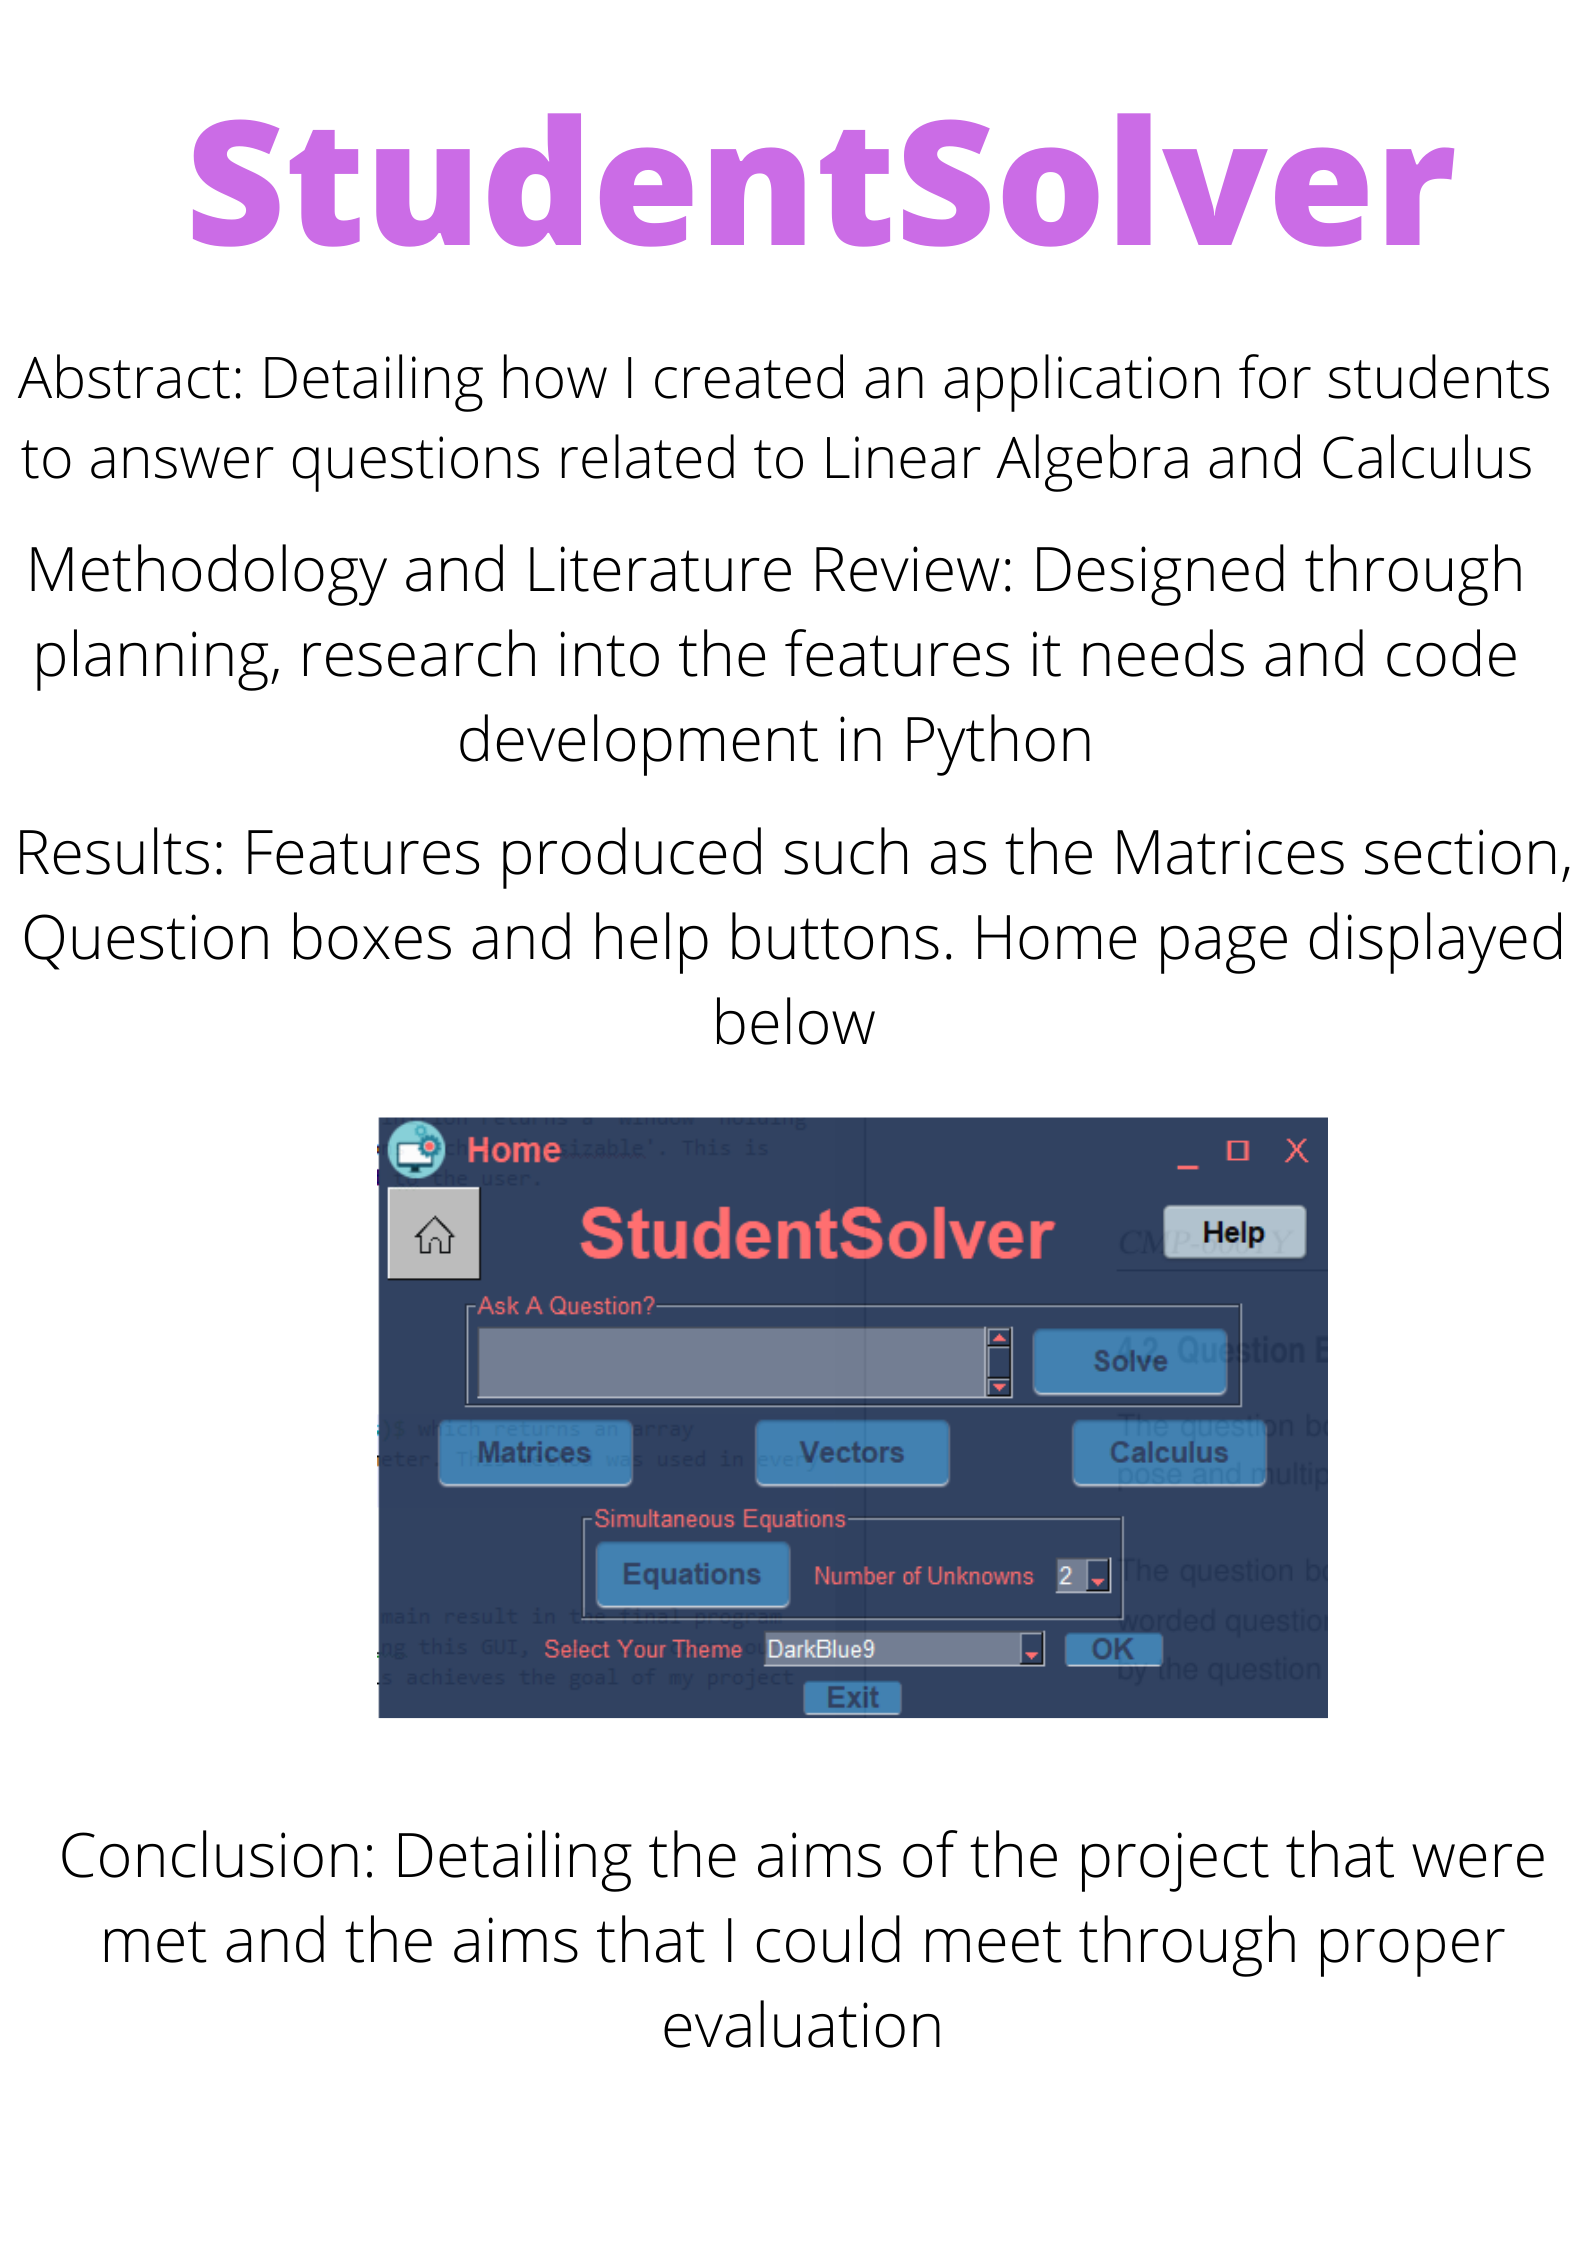 StudentSolver
Abstract: Detailing how I created an application for students
to answer questions related to Linear Algebra and Calculus
Methodology and Literature Review: Designed through
planning, research into the features it needs and code
development in Python
Results: Features produced such as the Matrices section,
Question boxes and help buttons. Home page displayed
below
Home
StudentSolver
Help
Ask A Question?
Solve
Matrices Vectors Calculus
Simultaneous Equations
Equations Number of Unknowns 2
Select Your Theme DarkBlue9 OK
Exit
Conclusion: Detailing the aims of the project that were
met and the aims that I could meet through proper
evaluation